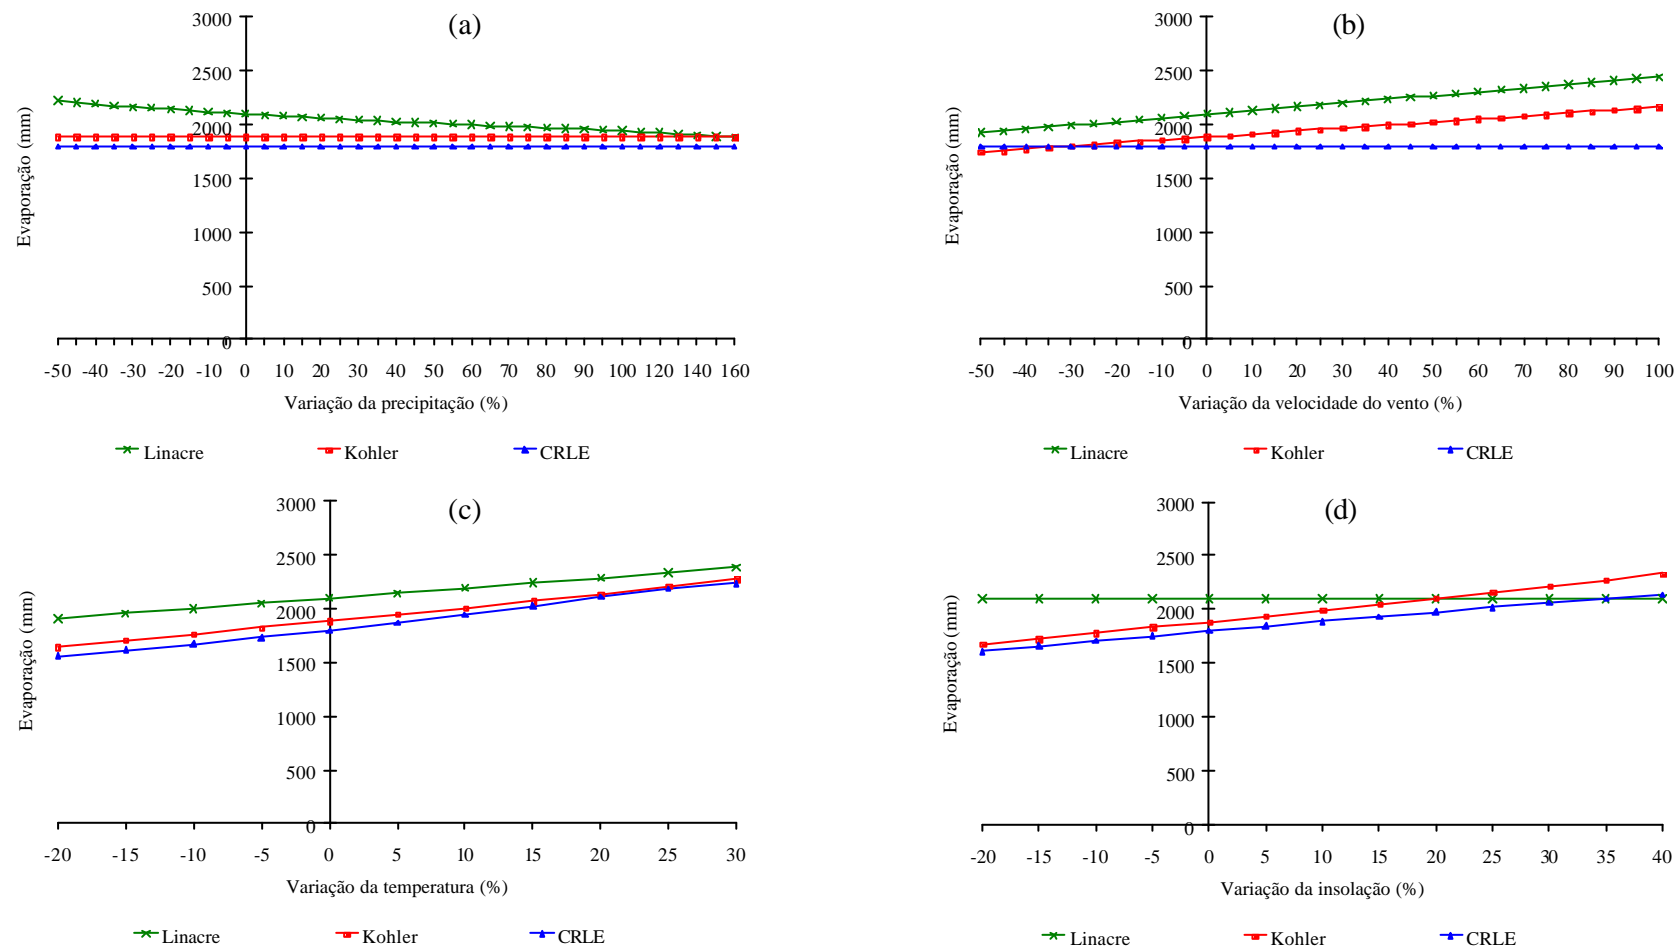 (a)
3000
2500
2000
1500
1000
500
0
Evaporação (mm)
-50 -40 -30 -20 -10 0 10 20 30 40 50 60 70 80 90 100 120 140 160
Variação da precipitação (%)
Linacre Kohler CRLE
(b)
3000
2500
2000
1500
1000
500
0
Evaporação (mm)
-50 -40 -30 -20 -10 0 10 20 30 40 50 60 70 80 90 100
Variação da velocidade do vento (%)
Linacre Kohler CRLE
(c)
3000
2500
2000
1500
1000
500
0
Evaporação (mm)
-20 -15 -10 -5 0 5 10 15 20 25 30
Variação da temperatura (%)
Linacre Kohler CRLE
(d)
3000
2500
2000
1500
1000
500
0
Evaporação (mm)
-20 -15 -10 -5 0 5 10 15 20 25 30 35 40
Variação da insolação (%)
Linacre Kohler CRLE